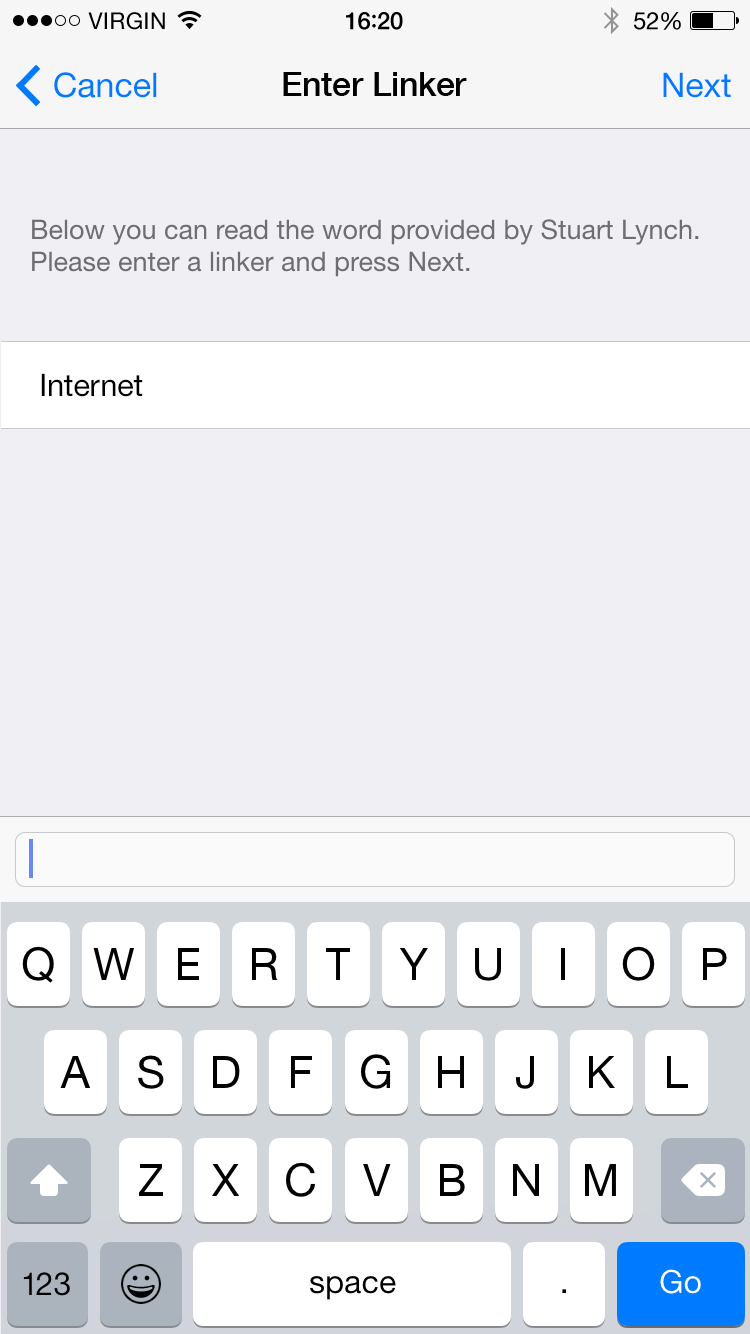 VIRGIN 16:20 52%
Cancel Enter Linker Next
Below you can read the word provided by Stuart Lynch.
Please enter a linker and press Next.
Internet
Q W E R T Y U I O P
A S D F G H J K L
Z X C V B N M
123 space . Go